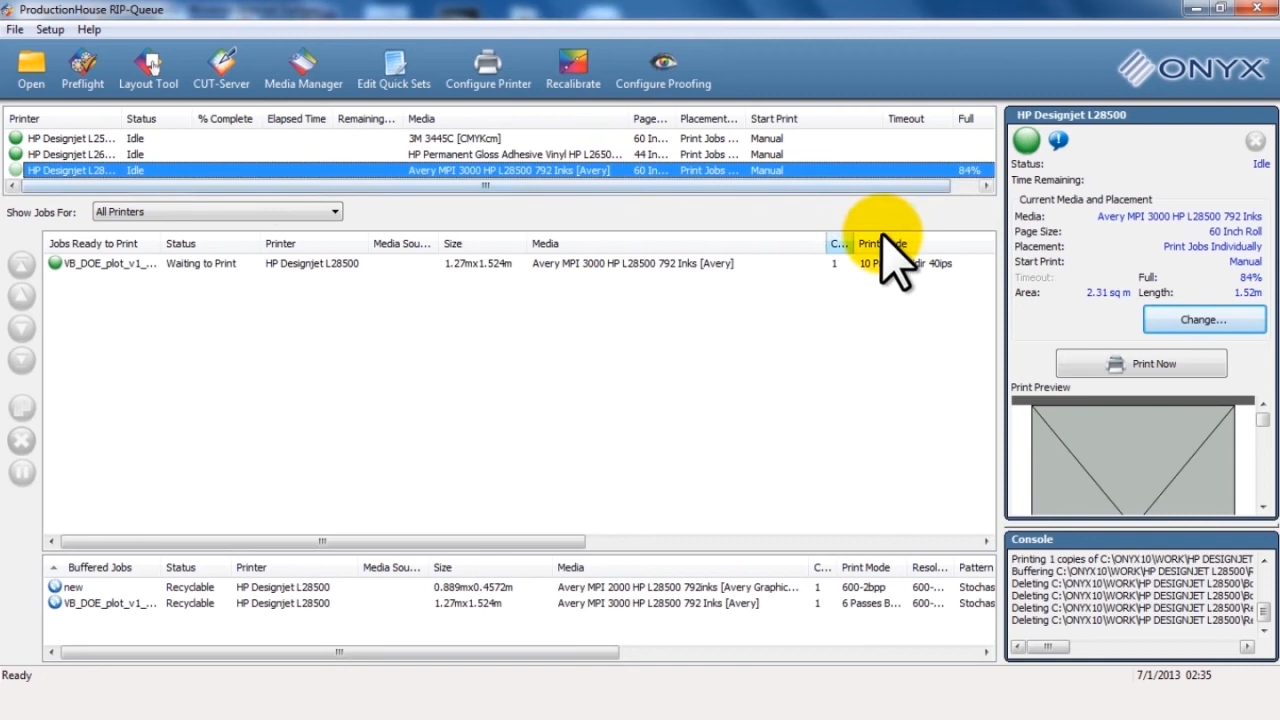 ProductionHouse RIP-Queue
File Setup Help
Open Preflight Layout Tool CUT-Server Media Manager Edit Quick Sets Configure Printer Recalibrate Configure Proofing
ONYX
Printer Status % Complete Elapsed Time Remaining... Media Page... Placement... Start Print Timeout Full
HP Designjet L25... Idle 3M 3445C [CMYKcm] 60 In... Print Jobs ... Manual
HP Designjet L26... Idle HP Permanent Gloss Adhesive Vinyl HP L2650... 44 In... Print Jobs ... Manual
HP Designjet L28... Idle Avery MPI 3000 HP L28500 792 Inks [Avery] 60 In... Print Jobs ... Manual 84%
Show Jobs For: All Printers
Jobs Ready to Print Status Printer Media Sou... Size Media C... Print
VB_DOE_plot_v1_... Waiting to Print HP Designjet L28500 1.27mx1.524m Avery MPI 3000 HP L28500 792 Inks [Avery] 1 10 40ips
Buffered Jobs Status Printer Media Sou... Size Media C... Print Mode Resol... Pattern
new Recyclable HP Designjet L28500 0.889mx0.4572m Avery MPI 2000 HP L28500 792inks [Avery Graphic... 1 600-2bpp 600-... Stochas
VB_DOE_plot_v1_... Recyclable HP Designjet L28500 1.27mx1.524m Avery MPI 3000 HP L28500 792 Inks [Avery] 1 6 Passes B... 600-... Stochas
HP Designjet L28500
Status: Idle
Time Remaining:
Current Media and Placement
Media: Avery MPI 3000 HP L28500 792 Inks
Page Size: 60 Inch Roll
Placement: Print Jobs Individually
Start Print: Manual
Timeout: Full: 84%
Area: 2.31 sq m Length: 1.52m
Change...
Print Now
Print Preview
Console
Printing 1 copies of C:\ONYX10\WORK\HP DESIGNJET
Buffering C:\ONYX10\WORK\HP DESIGNJET L28500\
Deleting C:\ONYX10\WORK\HP DESIGNJET L28500\Bc
Deleting C:\ONYX10\WORK\HP DESIGNJET L28500\Bc
Deleting C:\ONYX10\WORK\HP DESIGNJET L28500\Re
Deleting C:\ONYX10\WORK\HP DESIGNJET L28500\Re
Ready 7/1/2013 02:35